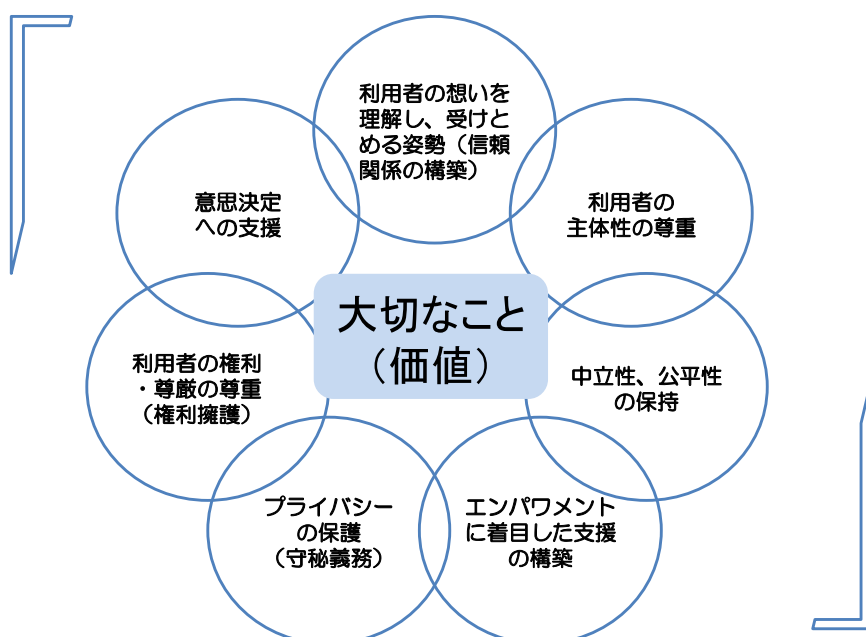 利用者の想いを
理解し、受けと
める姿勢（信頼
関係の構築）
利用者の
主体性の尊重
中立性、公平性
の保持
エンパワメント
に着目した支援
の構築
プライバシー
の保護
（守秘義務）
利用者の権利
・尊厳の尊重
（権利擁護）
意思決定
への支援
大切なこと
（価値）